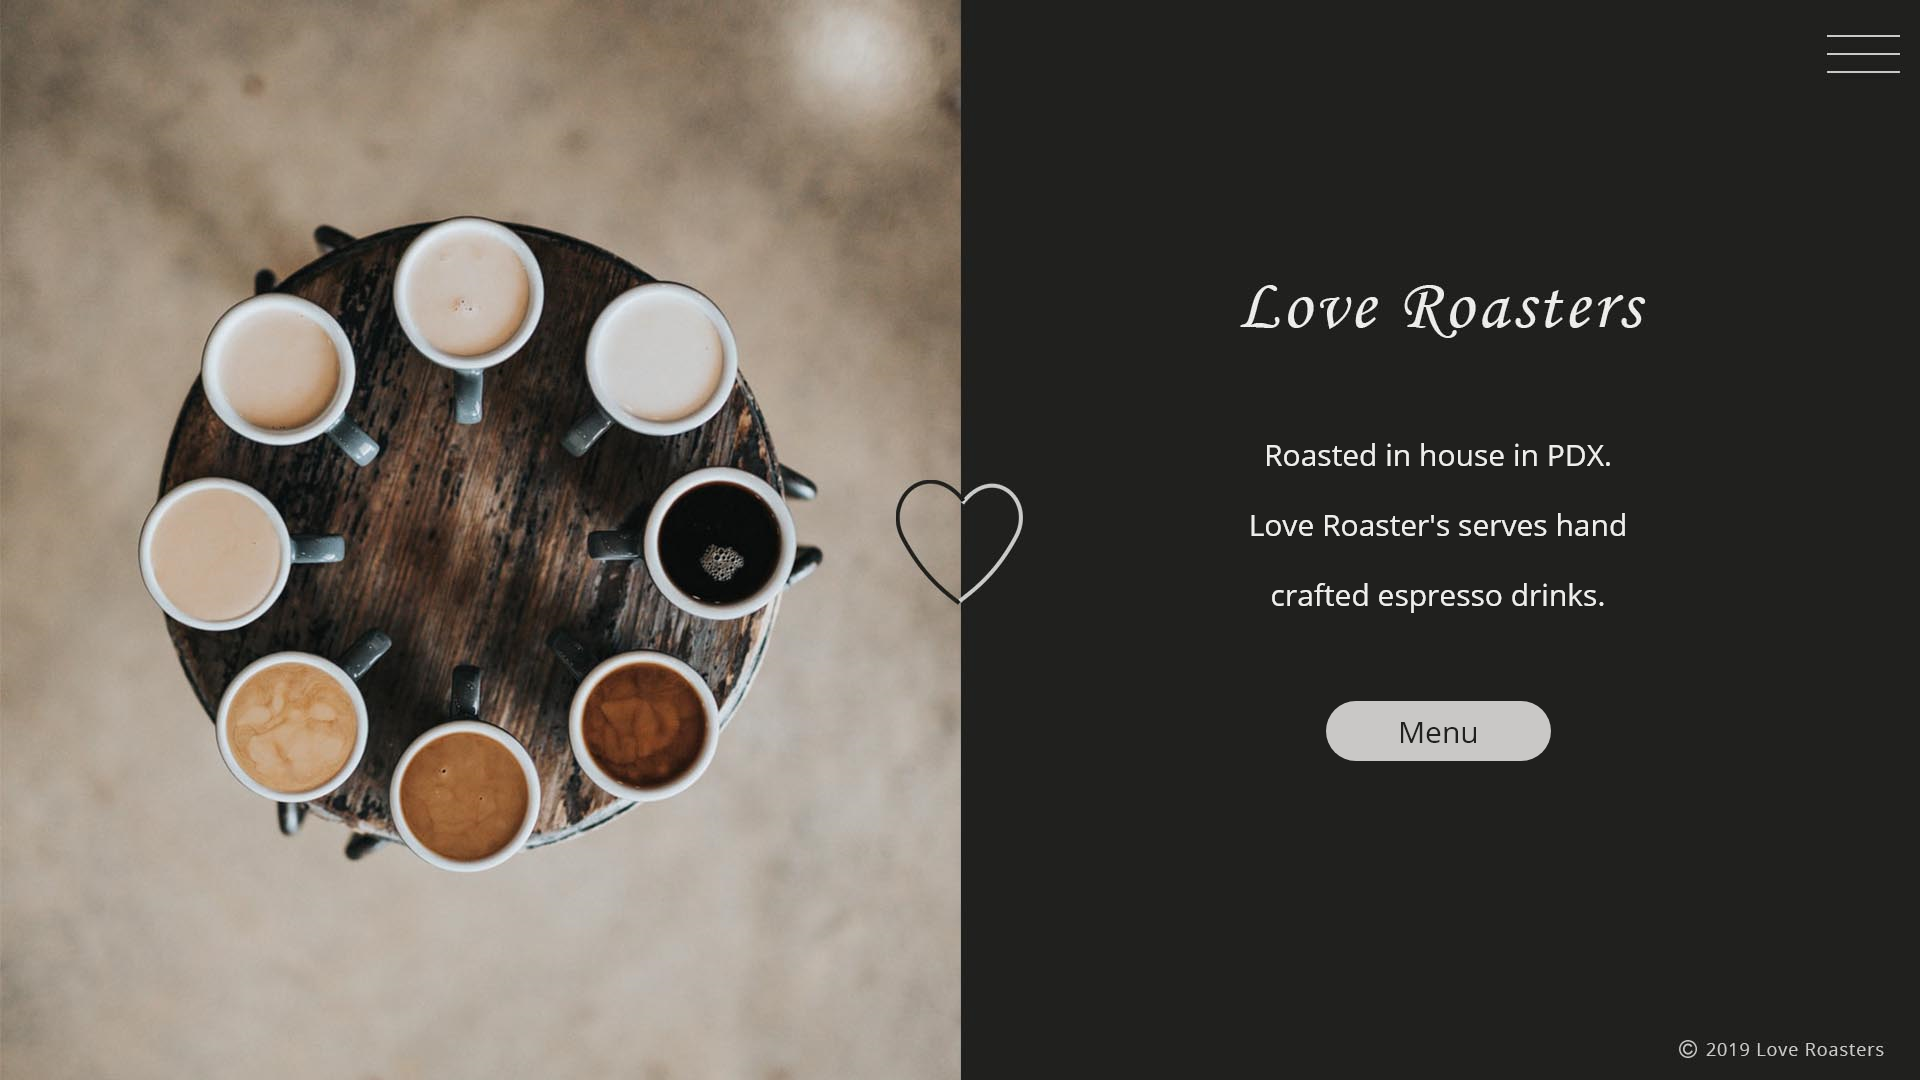 Love Roasters
Roasted in house in PDX.
Love Roaster's serves hand
crafted espresso drinks.
Menu
© 2019 Love Roasters